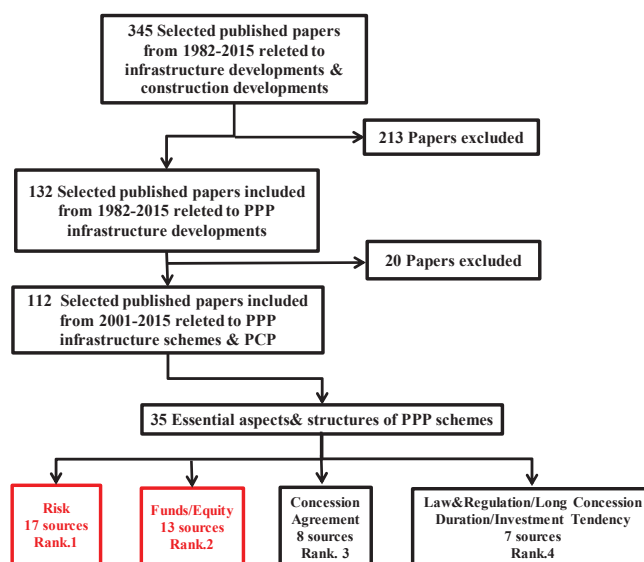 345 Selected published papers
from 1982-2015 releted to
infrastructure developments &
construction developments
213 Papers excluded
132 Selected published papers included
from 1982-2015 releted to PPP
infrastructure developments
20 Papers excluded
112 Selected published papers included
from 2001-2015 releted to PPP
infrastructure schemes & PCP
35 Essential aspects& structures of PPP schemes
Risk
17 sources
Rank.1
Funds/Equity
13 sources
Rank.2
Concession
Agreement
8 sources
Rank. 3
Law&Regulation/Long Concession
Duration/Investment Tendency
7 sources
Rank.4